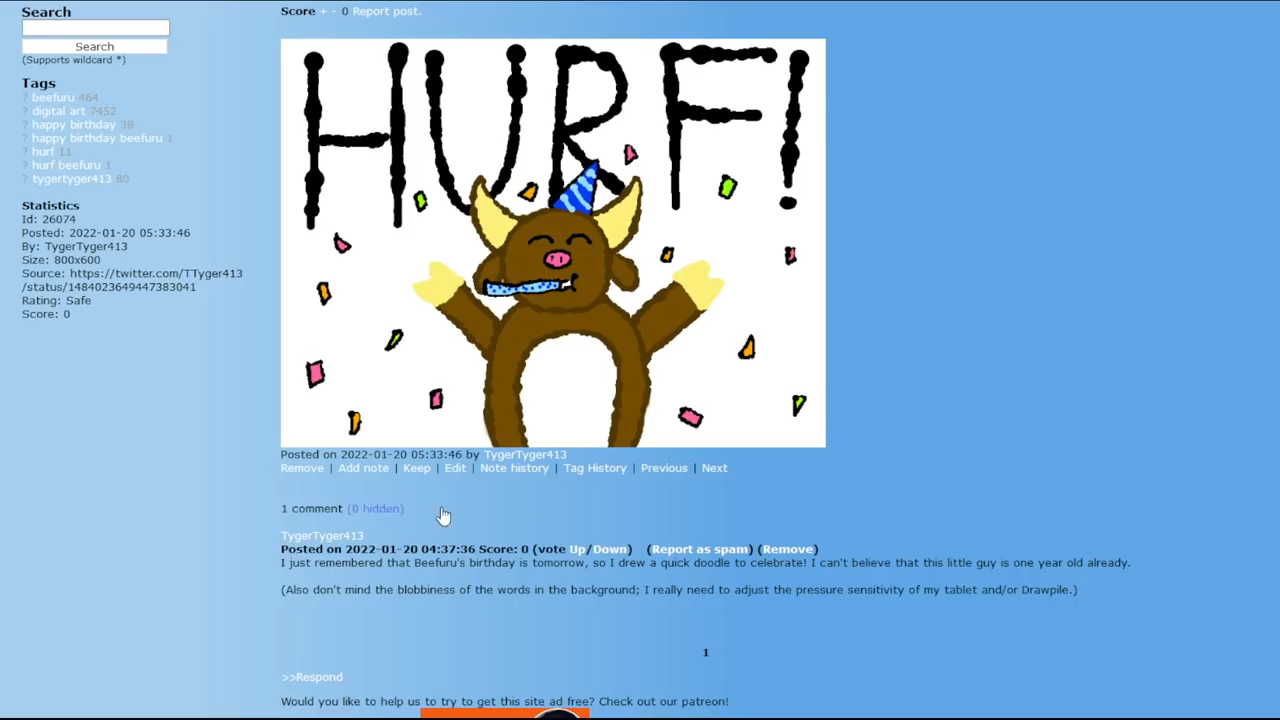 Search
Search
(Supports wildcard *)
Tags
? beefuru 464
? digital art 7452
? happy birthday 38
? happy birthday beefuru 1
? hurf 11
? hurf beefuru 1
? tygertyger413 80
Statistics
Id: 26074
Posted: 2022-01-20 05:33:46
By: TygerTyger413
Size: 800x600
Source: https://twitter.com/TTyger413
/status/1484023649447383041
Rating: Safe
Score: 0
Score + - 0 Report post.
HURF!
Posted on 2022-01-20 05:33:46 by TygerTyger413
Remove | Add note | Keep | Edit | Note history | Tag History | Previous | Next
1 comment (0 hidden)
TygerTyger413
Posted on 2022-01-20 04:37:36 Score: 0 (vote Up/Down) (Report as spam) (Remove)
I just remembered that Beefuru's birthday is tomorrow, so I drew a quick doodle to celebrate! I can't believe that this little guy is one year old already.
(Also don't mind the blobbiness of the words in the background; I really need to adjust the pressure sensitivity of my tablet and/or Drawpile.)
1
>>Respond
Would you like to help us to try to get this site ad free? Check out our patreon!